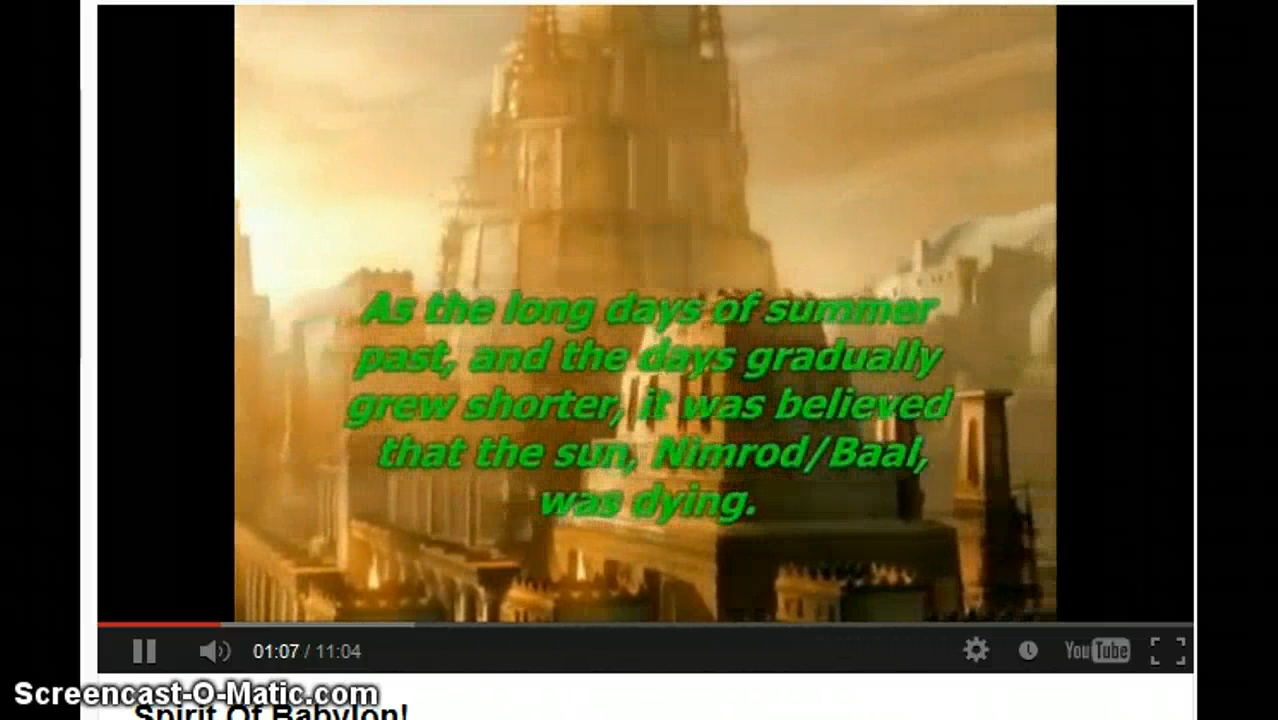 As the long days of summer
past, and the days gradually
grew shorter, it was believed
that the sun, Nimrod/Baal,
was dying.
01:07 / 11:04
YouTube
Screencast-O-Matic.com
Spirit Of Babylon!